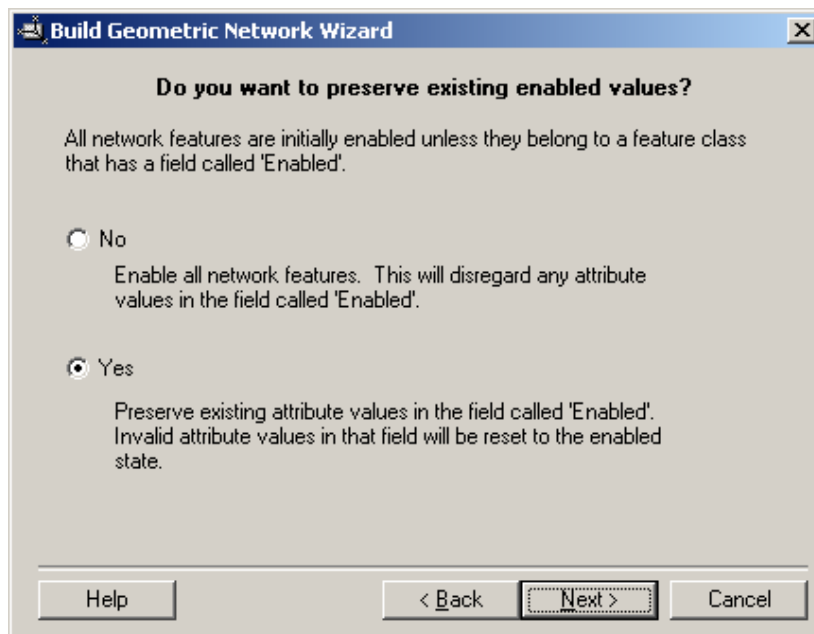 Build Geometric Network Wizard
Do you want to preserve existing enabled values?
All network features are initially enabled unless they belong to a feature class
that has a field called 'Enabled'.
No
Enable all network features.  This will disregard any attribute
values in the field called 'Enabled'.
Yes
Preserve existing attribute values in the field called 'Enabled'.
Invalid attribute values in that field will be reset to the enabled
state.
Help
< Back
Next >
Cancel